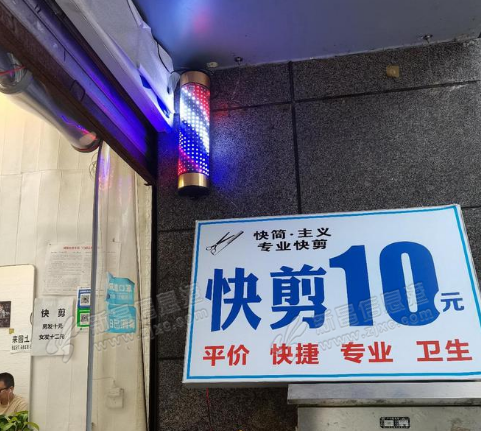 快简·主义
专业快剪
快剪10元
平价 快捷 专业 卫生
快 剪
男发十元
女发十二元